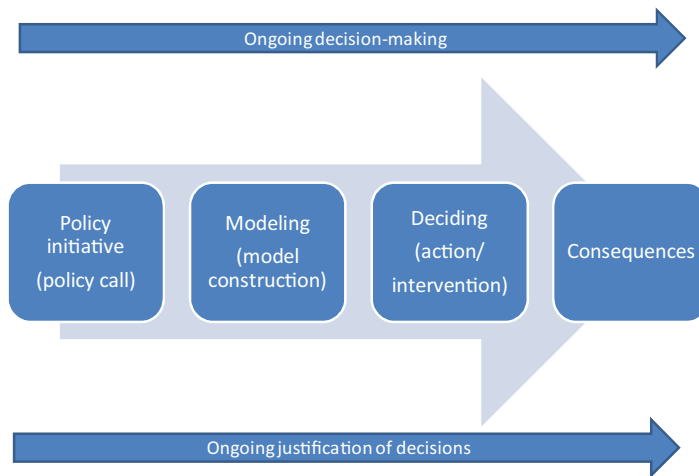 Ongoing decision-making
Policy
initiative
(policy call)
Modeling
(model
construction)
Deciding
(action/
intervention)
Consequences
Ongoing justification of decisions